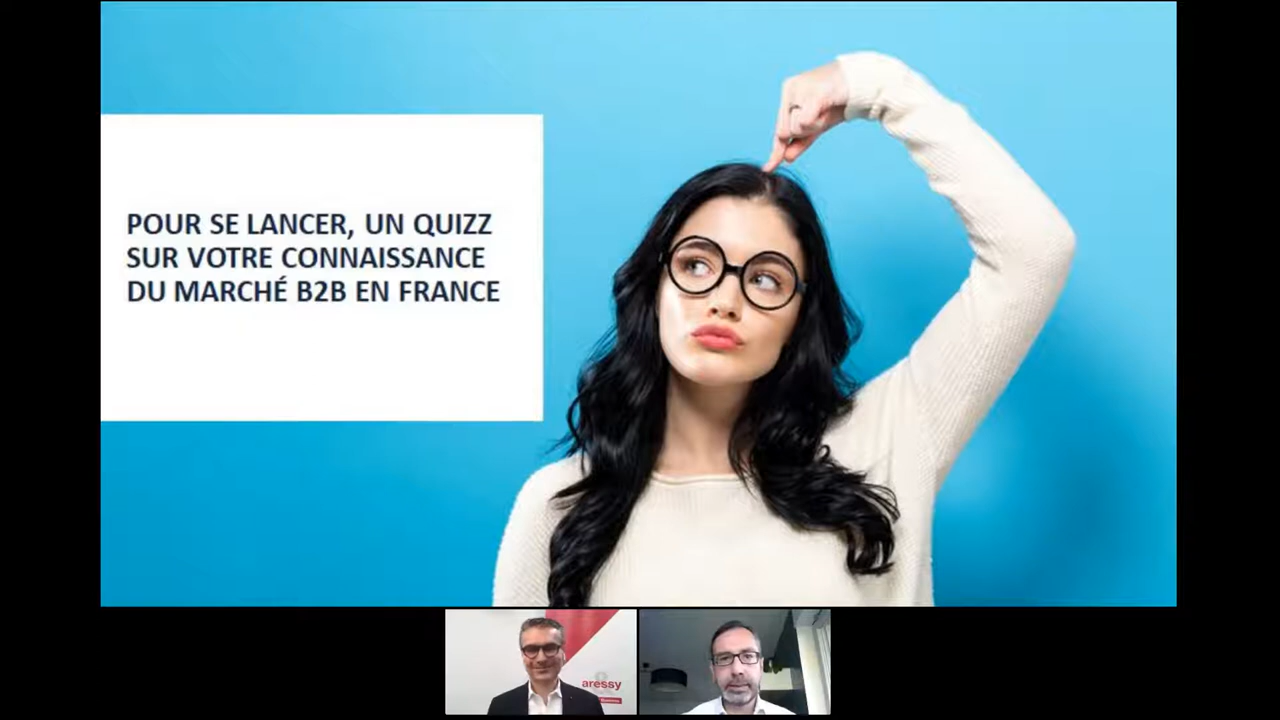 POUR SE LANCER, UN QUIZZ
SUR VOTRE CONNAISSANCE
DU MARCHÉ B2B EN FRANCE
aressy